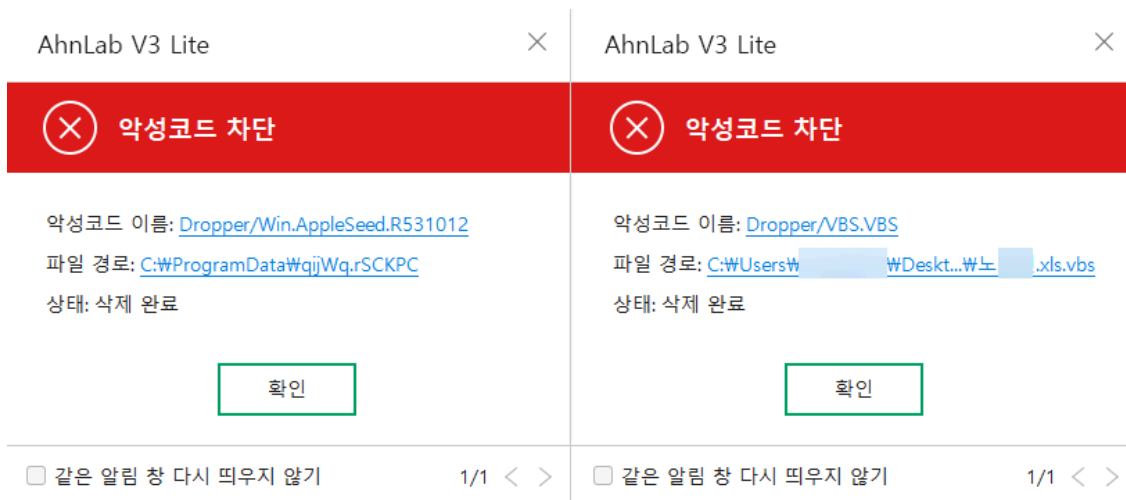 AhnLab V3 Lite
악성코드 차단
악성코드 이름: Dropper/Win.AppleSeed.R531012
파일 경로: C:₩ProgramData₩qijWq.rSCKPC
상태: 삭제 완료
확인
같은 알림 창 다시 띄우지 않기 1/1 < >
AhnLab V3 Lite
악성코드 차단
악성코드 이름: Dropper/VBS.VBS
파일 경로: C:₩Users₩ ₩Deskt...₩노 .xls.vbs
상태: 삭제 완료
확인
같은 알림 창 다시 띄우지 않기 1/1 < >